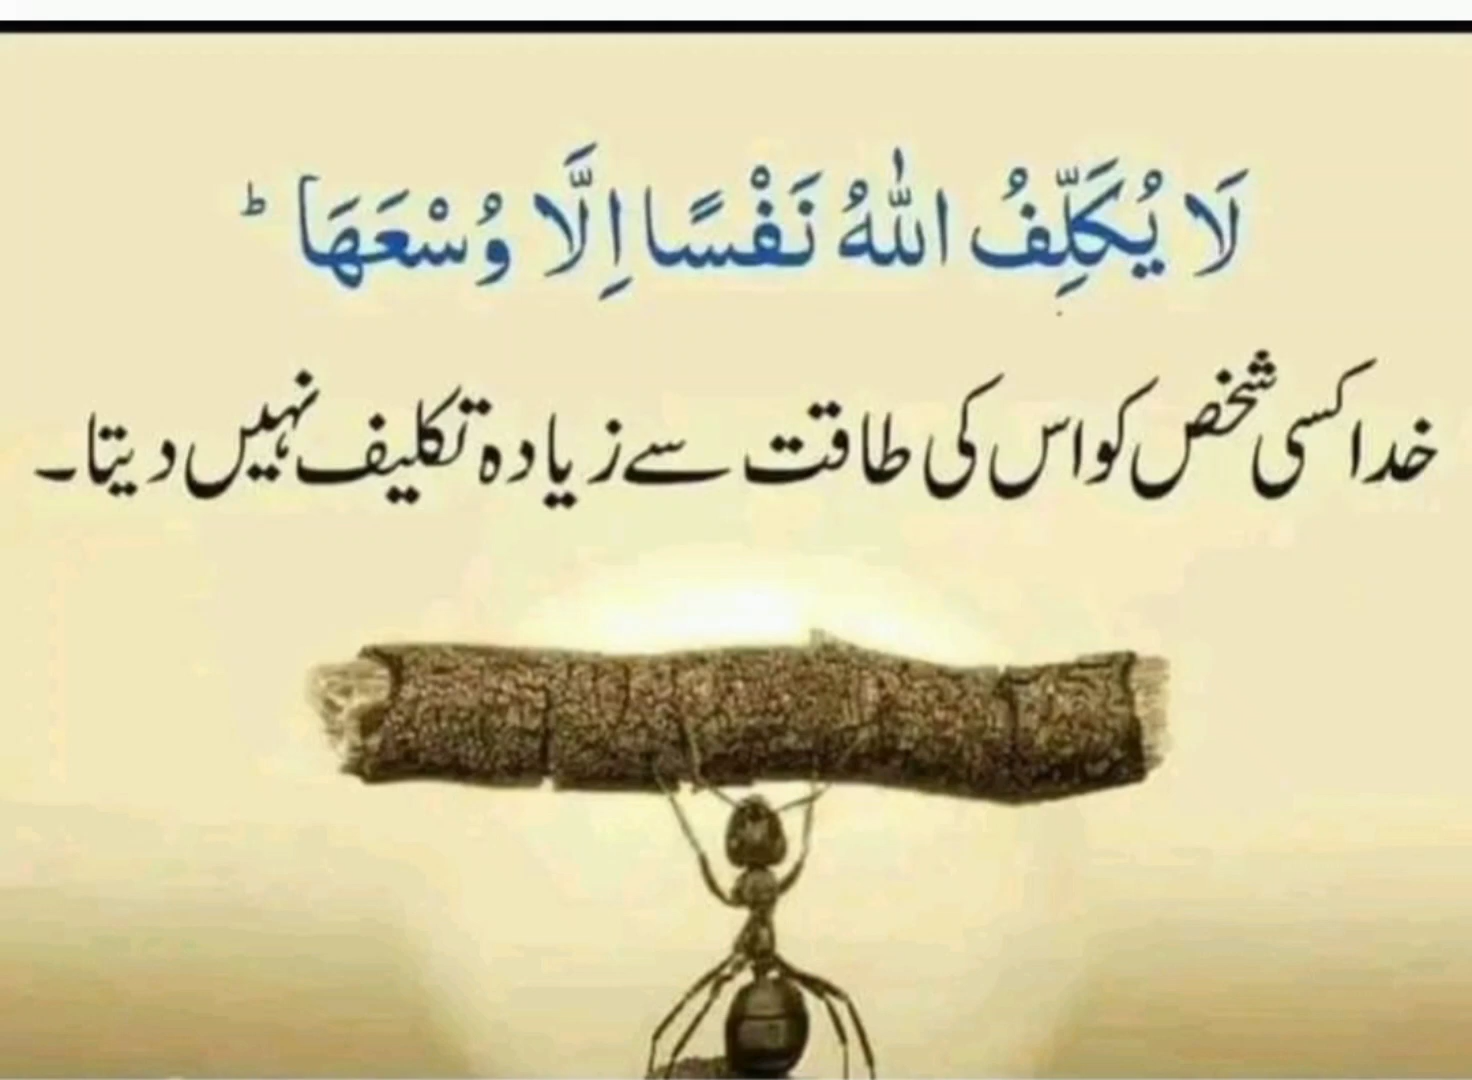 لَا يُكَلِّفُ اللّٰهُ نَفْسًا اِلَّا وُسْعَهَا ؕ
خدا کسی شخص کو اس کی طاقت سے زیادہ تکلیف نہیں دیتا۔